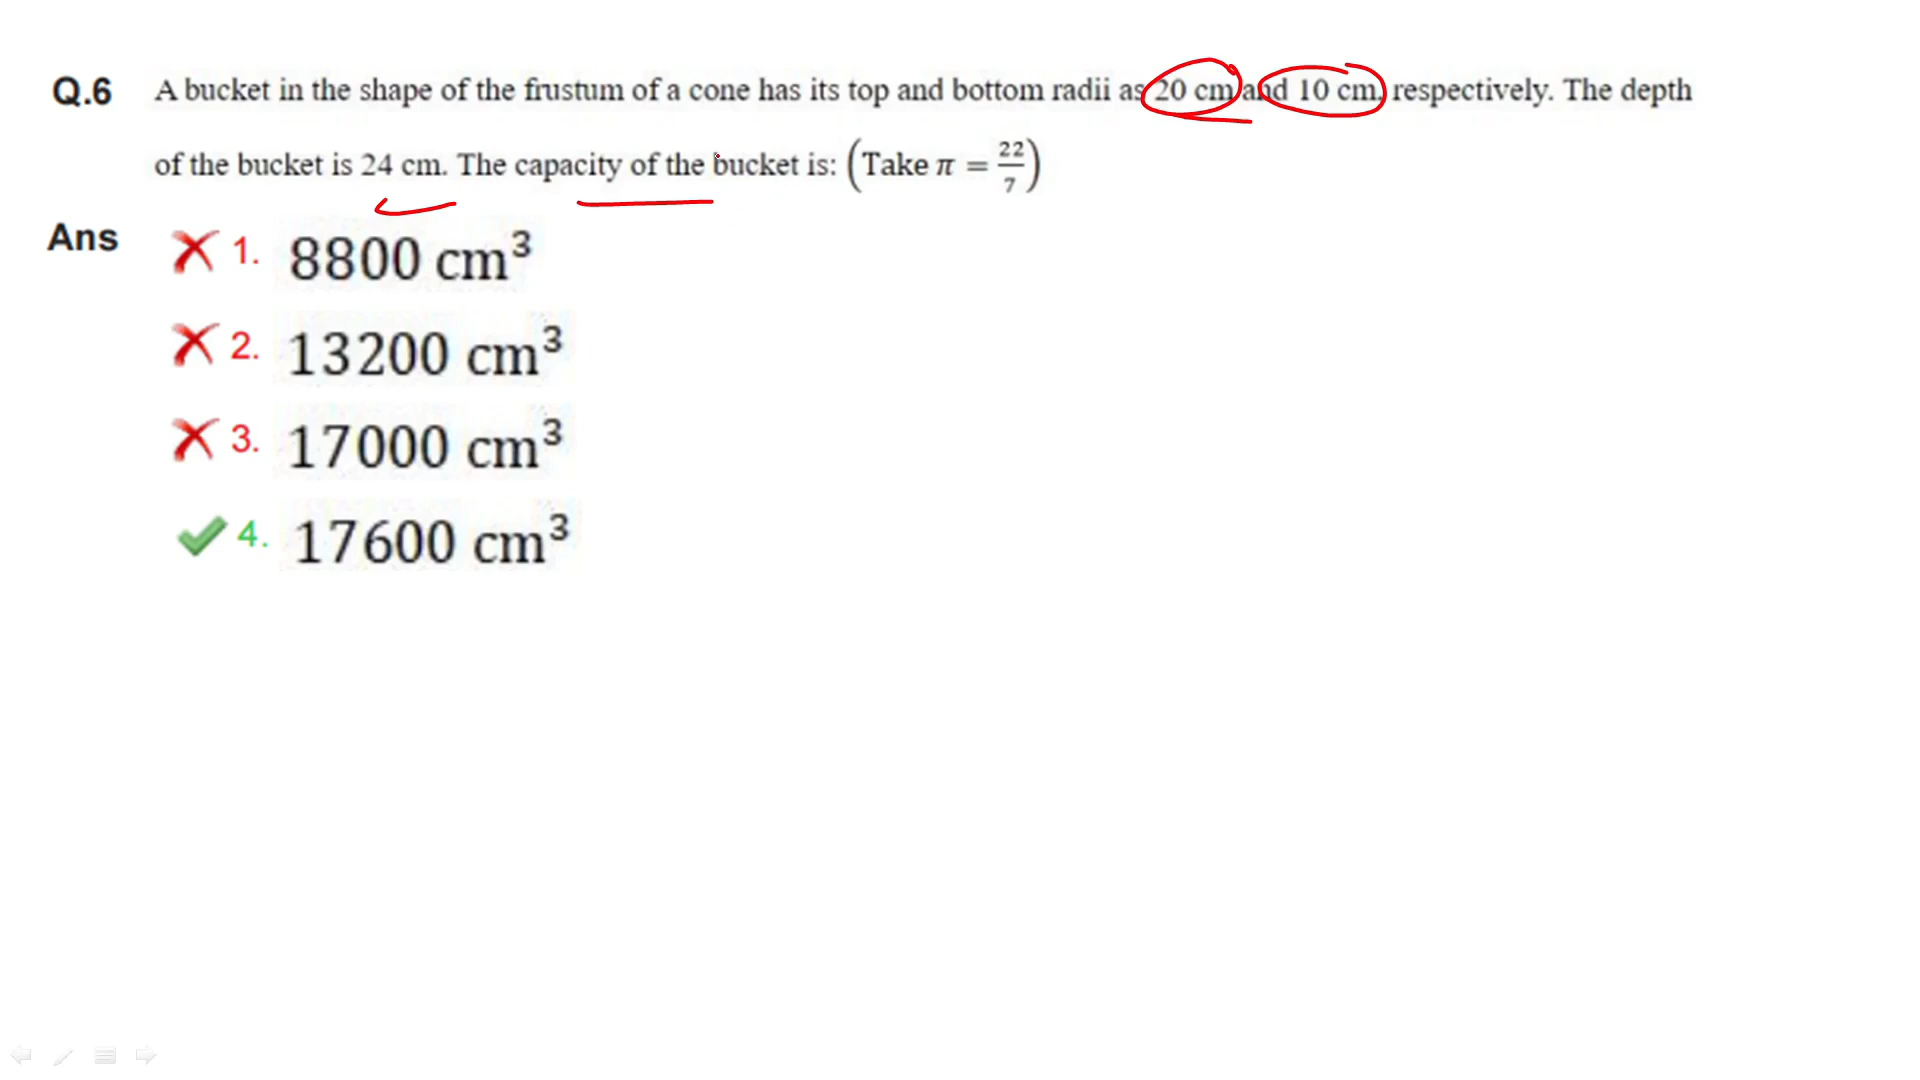 Q.6 A bucket in the shape of the frustum of a cone has its top and bottom radii as 20 cm and 10 cm, respectively. The depth
of the bucket is 24 cm. The capacity of the bucket is: (Take π = 22/7)
Ans 1. 8800 cm³
2. 13200 cm³
3. 17000 cm³
4. 17600 cm³